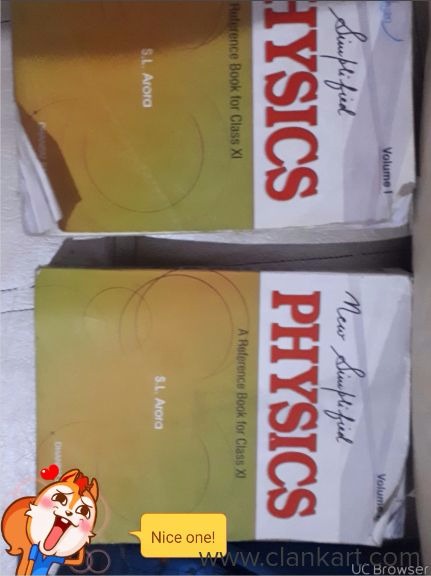 Simplified
PHYSICS
Volume I
A Reference Book for Class XI
S.L. Arora
New Simplified
PHYSICS
Volume
A Reference Book for Class XI
S.L. Arora
Nice one!
www.clankart.com
UC Browser